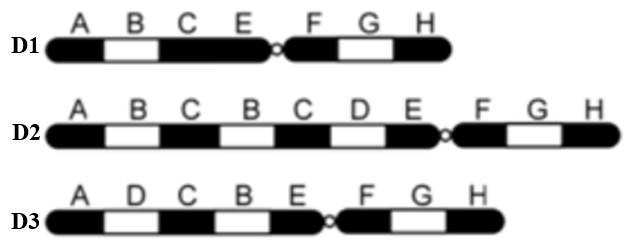 A B C E F G H
D1
A B C B C D E F G H
D2
A D C B E F G H
D3